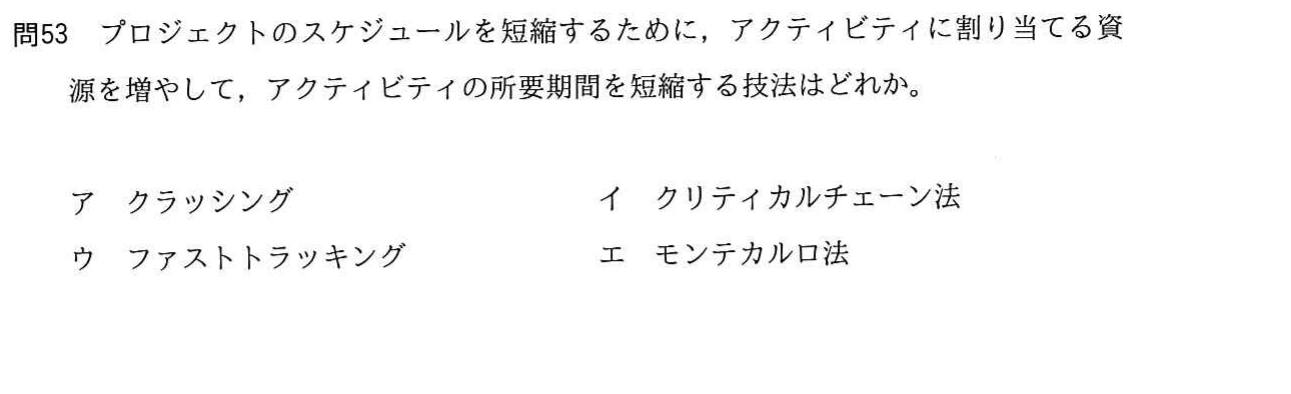 問53 プロジェクトのスケジュールを短縮するために，アクティビティに割り当てる資
源を増やして，アクティビティの所要期間を短縮する技法はどれか。
ア クラッシング イ クリティカルチェーン法
ウ ファストトラッキング エ モンテカルロ法